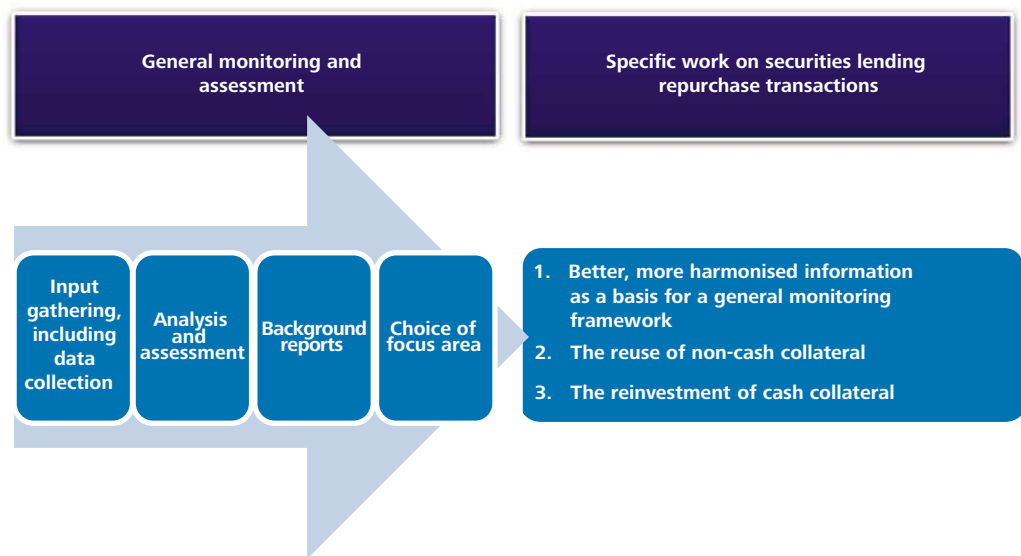 General monitoring and
assessment
Specific work on securities lending
repurchase transactions
Input
gathering,
including
data
collection
Analysis
and
assessment
Background
reports
Choice of
focus area
1. Better, more harmonised information
as a basis for a general monitoring
framework
2. The reuse of non-cash collateral
3. The reinvestment of cash collateral